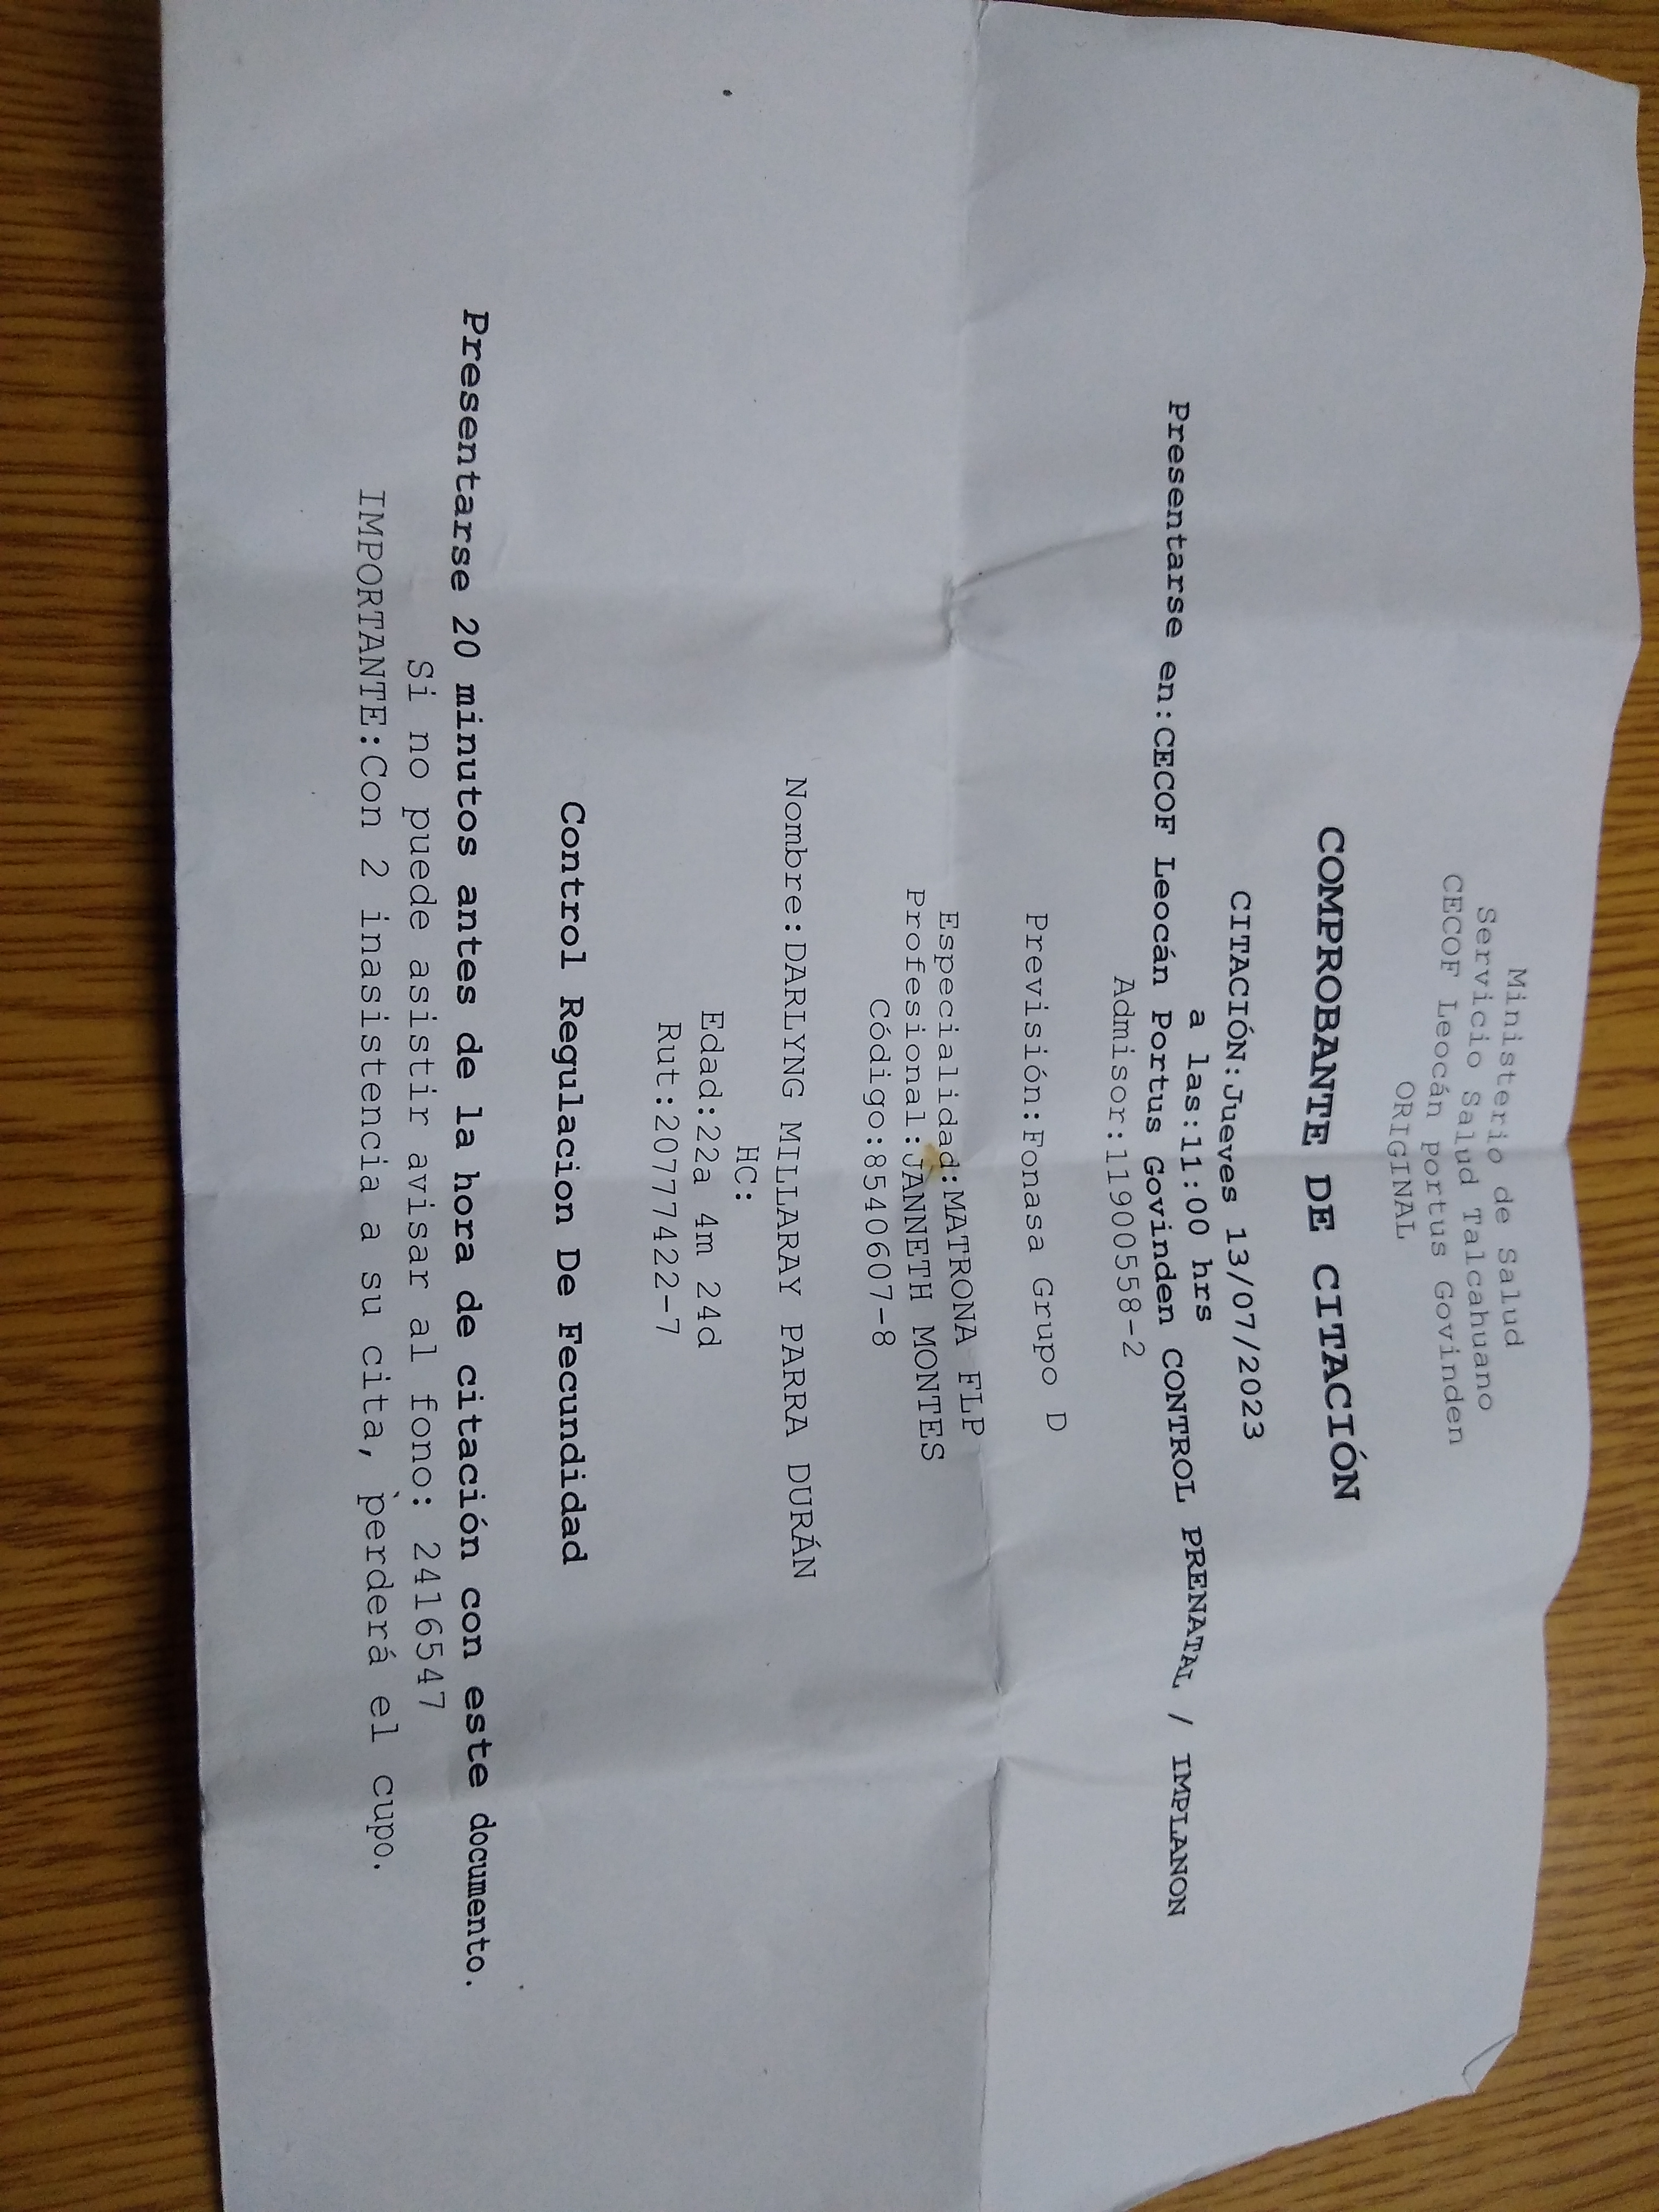 Ministerio de Salud
Servicio Salud Talcahuano
CECOF Leocán portus Govinden
ORIGINAL
COMPROBANTE DE CITACIÓN
CITACIÓN:Jueves 13/07/2023
a las:11:00 hrs
Presentarse en:CECOF Leocán Portus Govinden CONTROL PRENATAL / IMPLANON
Admisor:11900558-2
Previsión:Fonasa Grupo D
Especialidad:MATRONA FLP
Profesional:JANNETH MONTES
Código:8540607-8
Nombre:DARLYNG MILLARAY PARRA DURÁN
HC:
Edad:22a 4m 24d
Rut:20777422-7
Control Regulacion De Fecundidad
Presentarse 20 minutos antes de la hora de citación con este documento.
Si no puede asistir avisar al fono: 2416547
IMPORTANTE:Con 2 inasistencia a su cita, perderá el cupo.